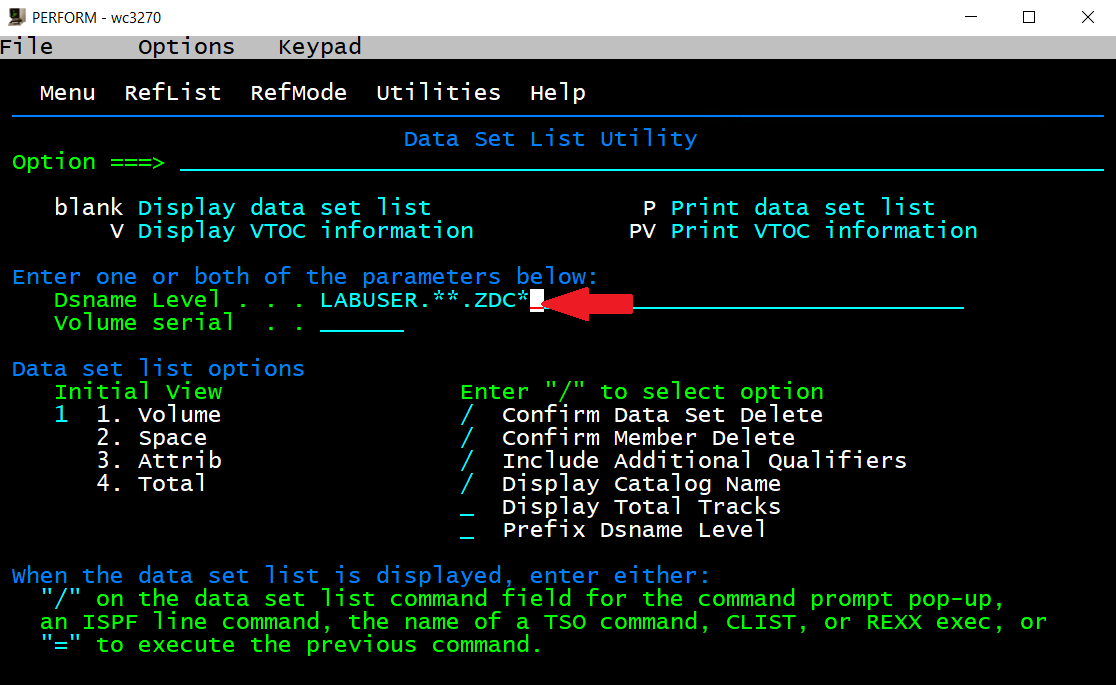 PERFORM - wc3270
File Options Keypad
Menu RefList RefMode Utilities Help
Data Set List Utility
Option ===>
blank Display data set list P Print data set list
V Display VTOC information PV Print VTOC information
Enter one or both of the parameters below:
Dsname Level . . . LABUSER.**.ZDC*
Volume serial . .
Data set list options
Initial View Enter "/" to select option
1 1. Volume / Confirm Data Set Delete
2. Space / Confirm Member Delete
3. Attrib / Include Additional Qualifiers
4. Total / Display Catalog Name
_ Display Total Tracks
_ Prefix Dsname Level
When the data set list is displayed, enter either:
"/" on the data set list command field for the command prompt pop-up,
an ISPF line command, the name of a TSO command, CLIST, or REXX exec, or
"=" to execute the previous command.